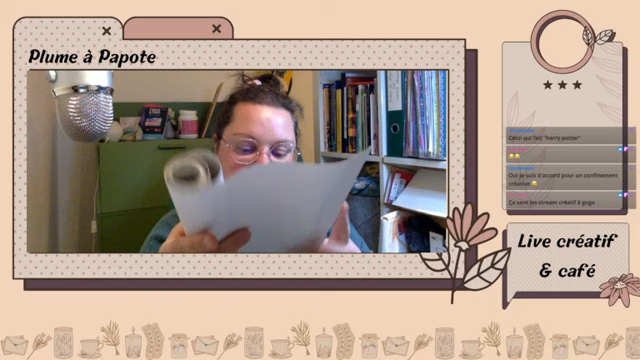 Plume à Papote
Celui qui fait "harry potter"
Oui je suis d'accord pour un confinement
créative
Ça sent les stream créatif à gogo
Live créatif
& café